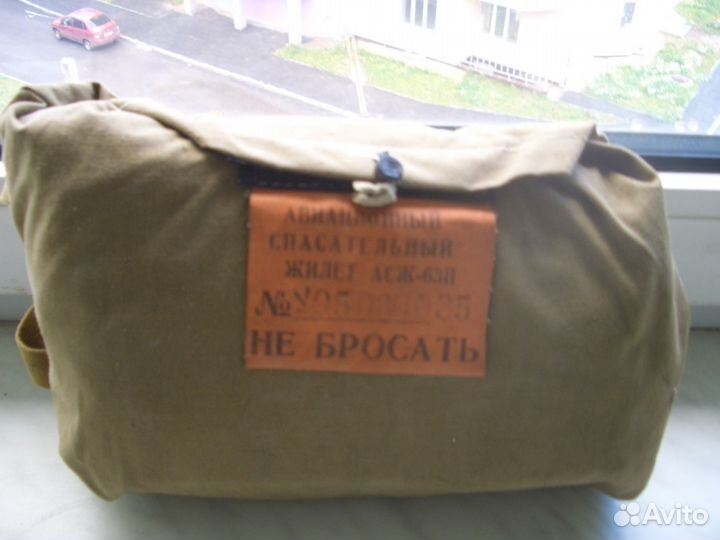 АВИАЦИОННЫЙ
СПАСАТЕЛЬНЫЙ
ЖИЛЕТ АСЖ-63П
№
НЕ БРОСАТЬ
Avito